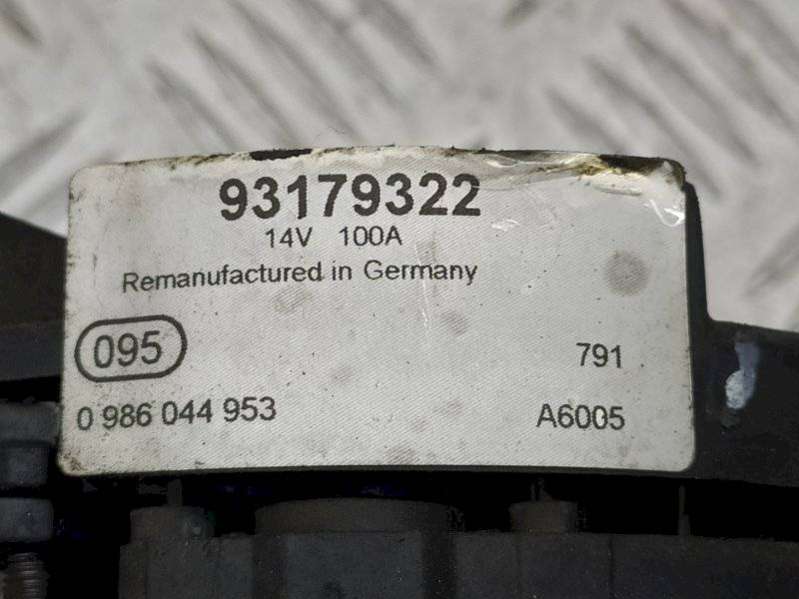 93179322
14V 100A
Remanufactured in Germany
095
791
0 986 044 953
A6005